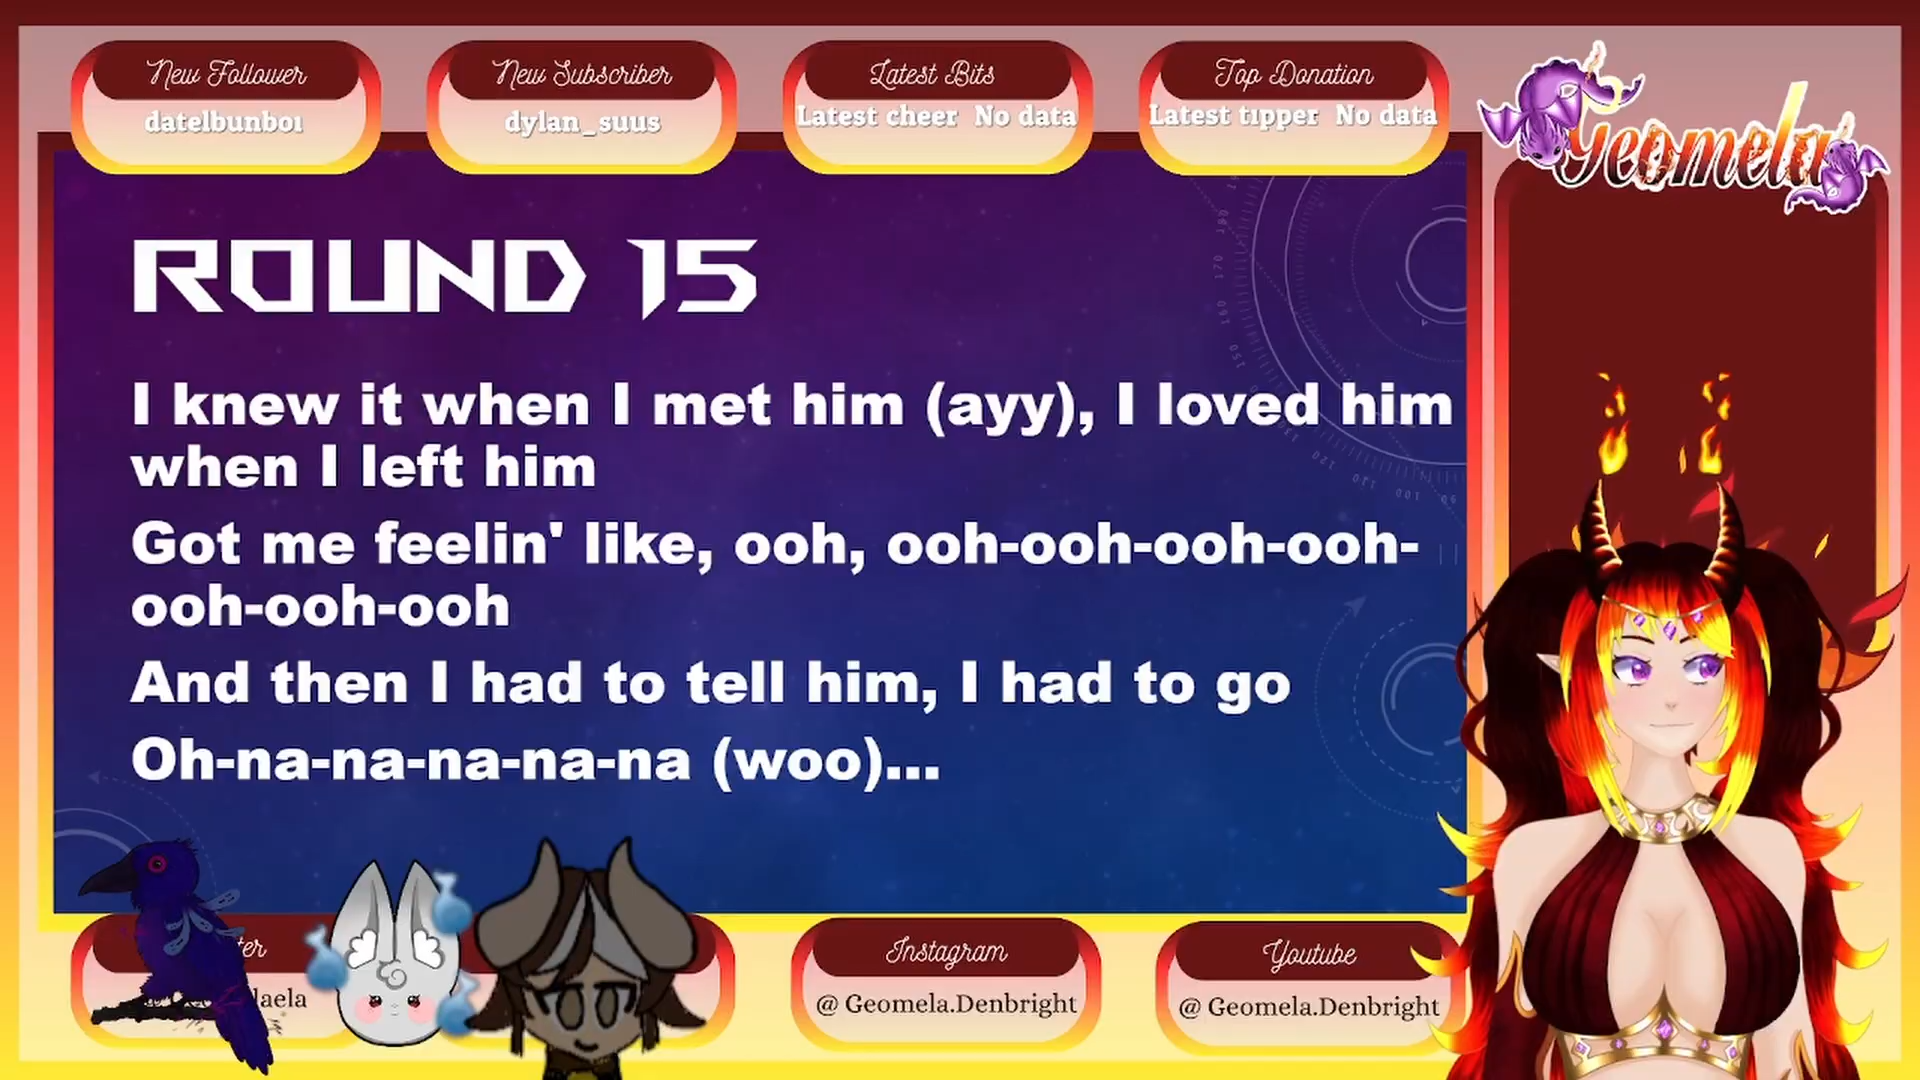 New Follower
datelbunboi
New Subscriber
dylan_suus
Latest Bits
Latest cheer No data
Top Donation
Latest tipper No data
Geomela
ROUND 15
I knew it when I met him (ayy), I loved him
when I left him
Got me feelin' like, ooh, ooh-ooh-ooh-ooh-
ooh-ooh-ooh
And then I had to tell him, I had to go
Oh-na-na-na-na-na (woo)...
Instagram
@ Geomela.Denbright
Youtube
@ Geomela.Denbright